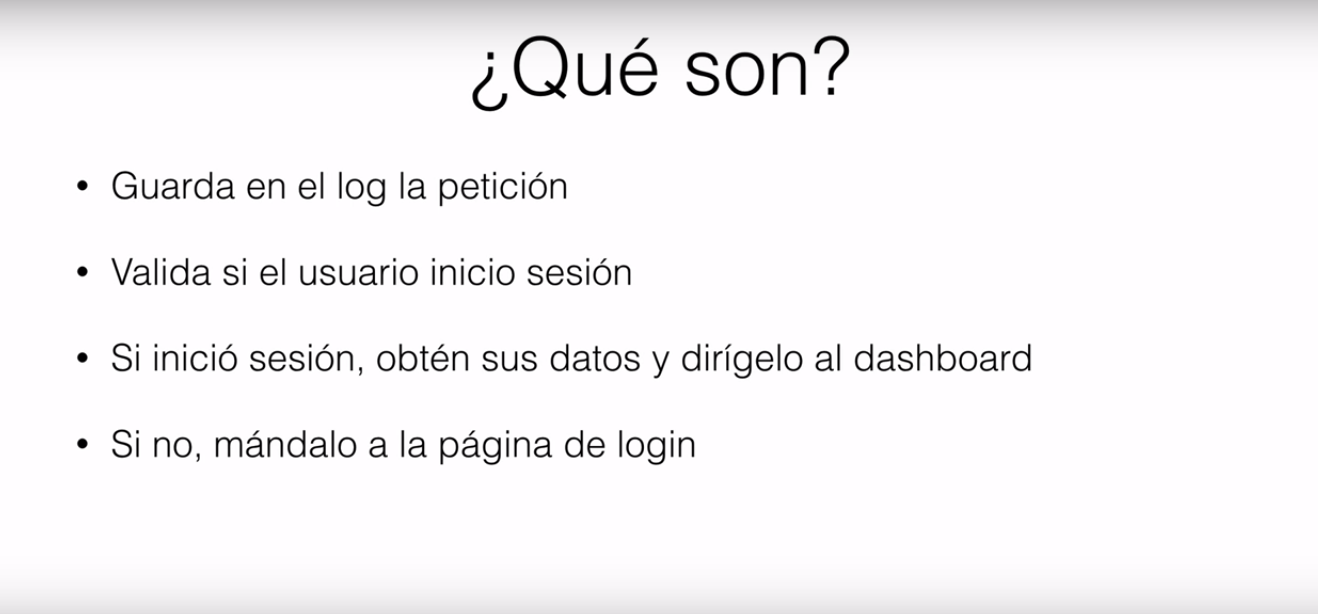 ¿Qué son?
• Guarda en el log la petición
• Valida si el usuario inicio sesión
• Si inició sesión, obtén sus datos y dirígelo al dashboard
• Si no, mándalo a la página de login